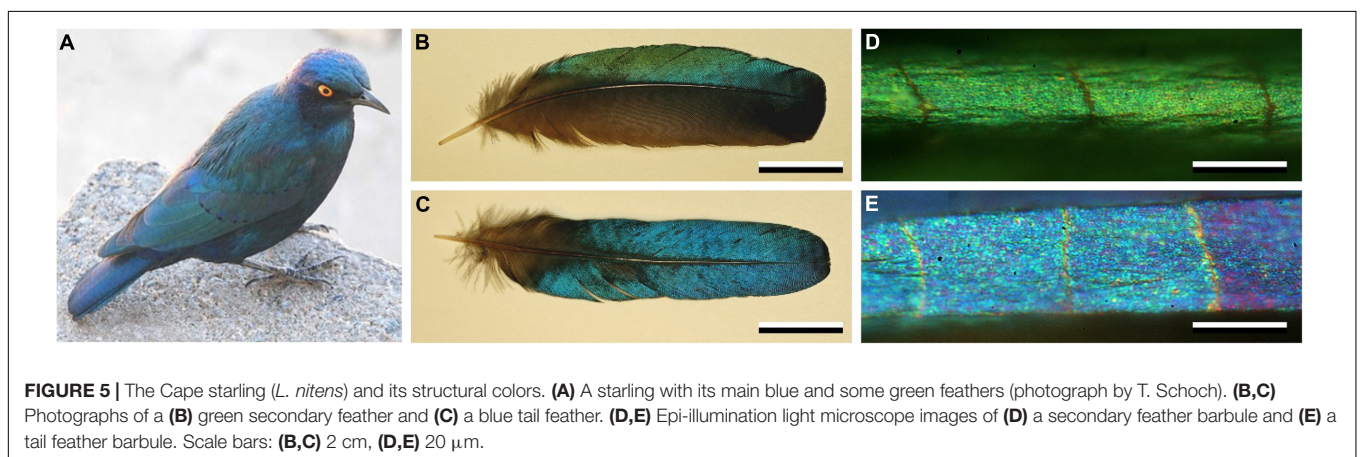 A
B
C
D
E
FIGURE 5 | The Cape starling (L. nitens) and its structural colors. (A) A starling with its main blue and some green feathers (photograph by T. Schoch). (B,C)
Photographs of a (B) green secondary feather and (C) a blue tail feather. (D,E) Epi-illumination light microscope images of (D) a secondary feather barbule and (E) a
tail feather barbule. Scale bars: (B,C) 2 cm, (D,E) 20 μm.